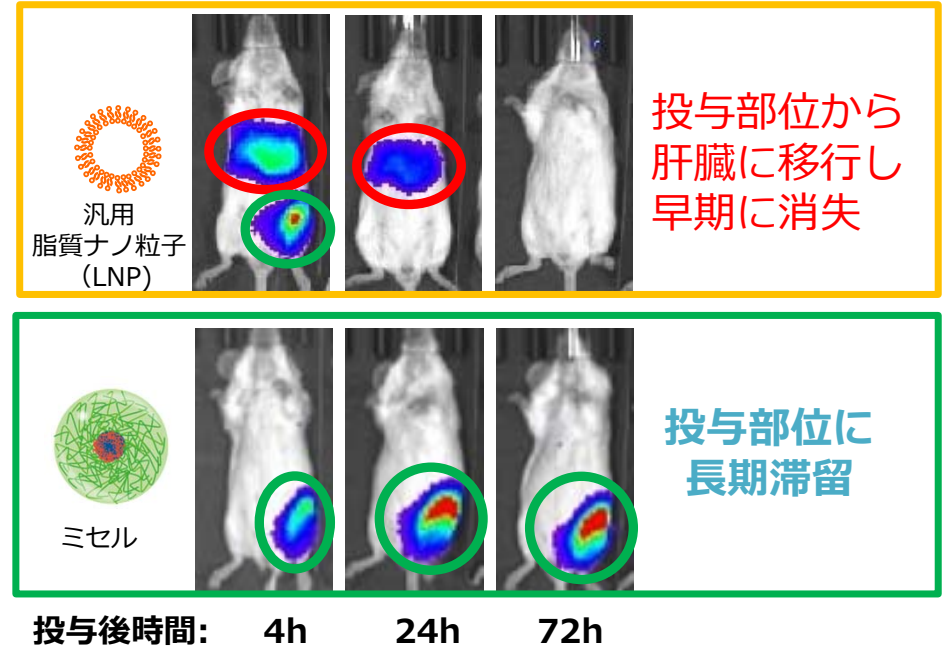 投与部位から
肝臓に移行し
早期に消失
汎用
脂質ナノ粒子
（LNP)
投与部位に
長期滞留
ミセル
投与後時間: 4h 24h 72h